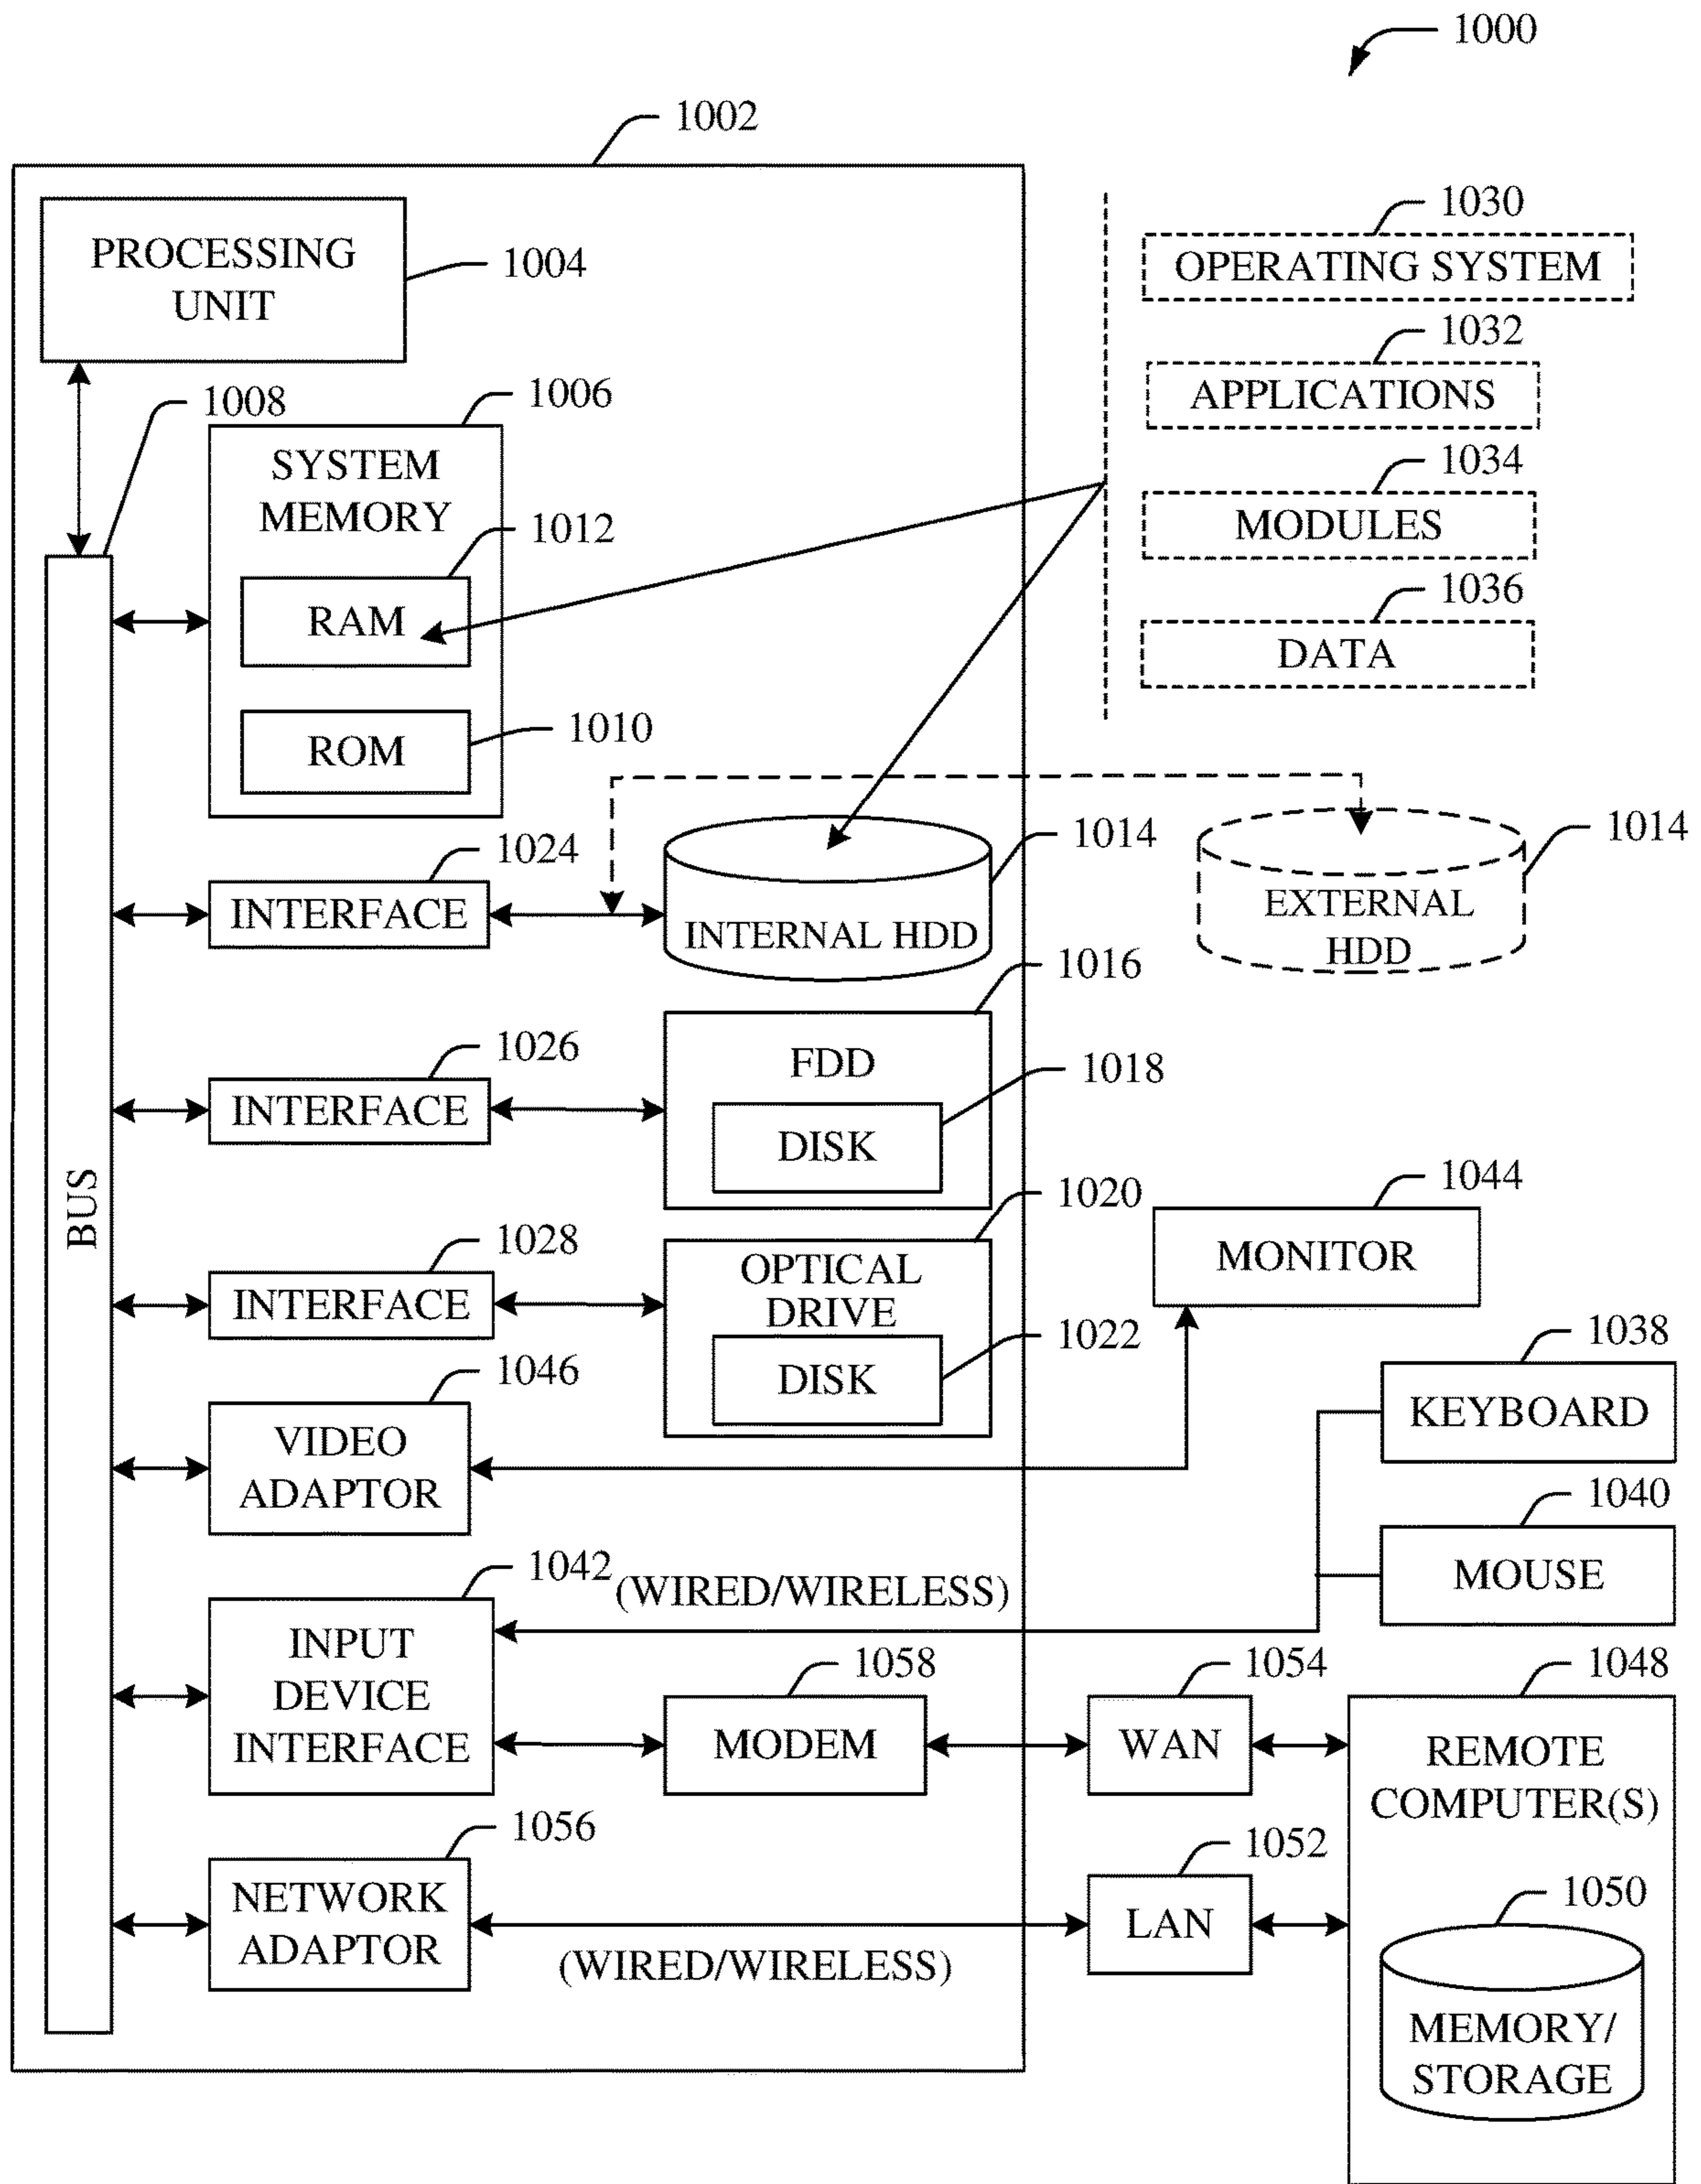 1000
1002
PROCESSING
UNIT
1004
1030
OPERATING SYSTEM
1032
APPLICATIONS
1034
MODULES
1036
DATA
1008
1006
SYSTEM
MEMORY
1012
RAM
1010
ROM
1024
INTERFACE
1014
INTERNAL HDD
1014
EXTERNAL
HDD
1016
FDD
1026
INTERFACE
1018
DISK
BUS
1020
OPTICAL
DRIVE
1028
INTERFACE
1022
DISK
1044
MONITOR
1038
KEYBOARD
1046
VIDEO
ADAPTOR
1040
MOUSE
1042
(WIRED/WIRELESS)
INPUT
DEVICE
INTERFACE
1058
MODEM
1054
WAN
1048
REMOTE
COMPUTER(S)
1056
NETWORK
ADAPTOR
(WIRED/WIRELESS)
1052
LAN
1050
MEMORY/
STORAGE